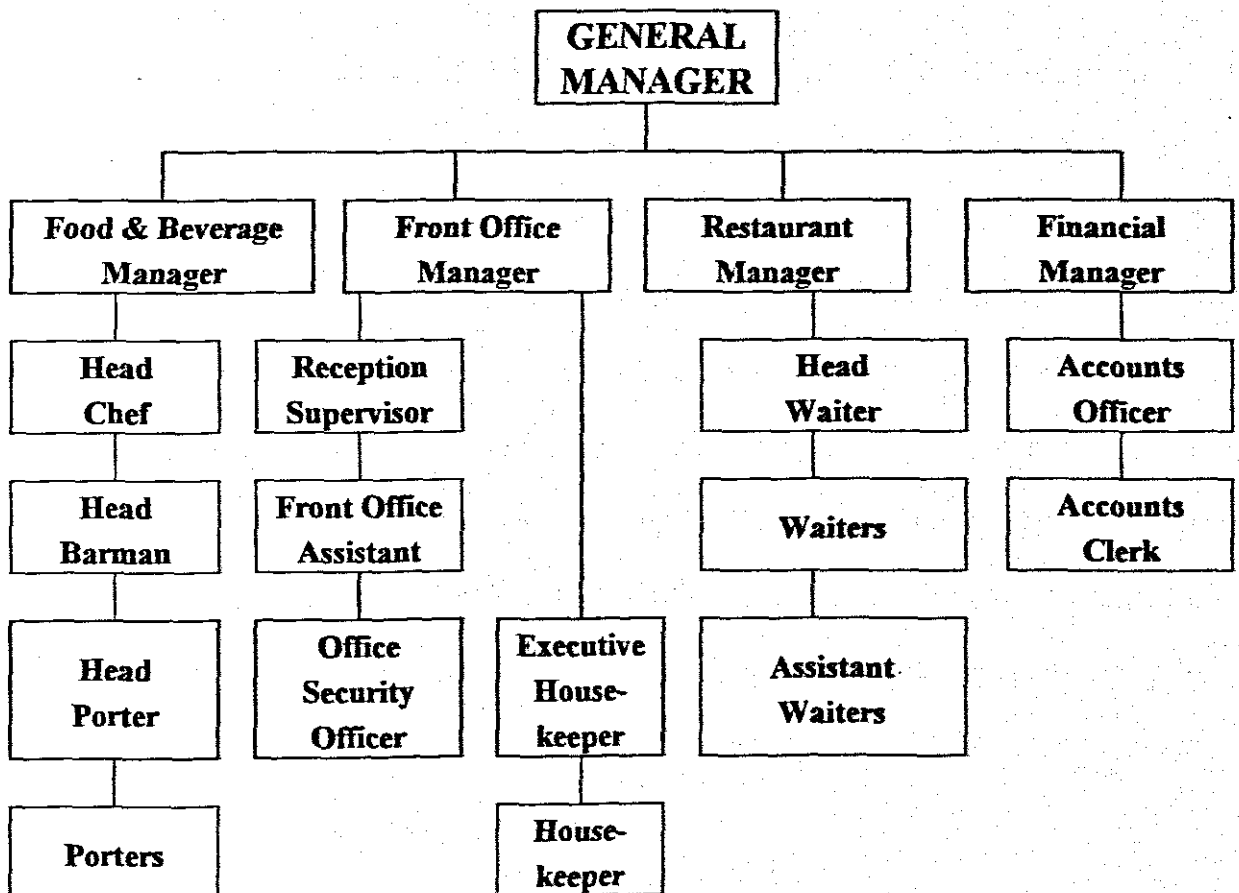 GENERAL
MANAGER
Food & Beverage
Manager
Front Office
Manager
Restaurant
Manager
Financial
Manager
Head
Chef
Reception
Supervisor
Head
Waiter
Accounts
Officer
Head
Barman
Front Office
Assistant
Waiters
Accounts
Clerk
Head
Porter
Office
Security
Officer
Executive
House-
keeper
Assistant
Waiters
Porters
House-
keeper